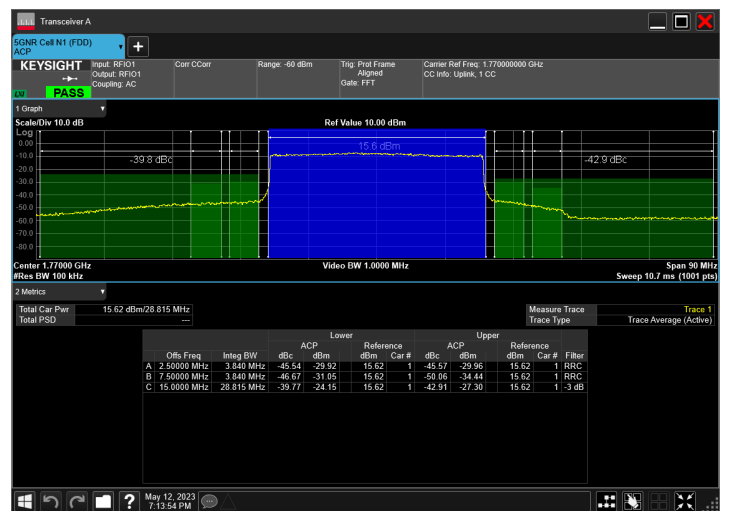 Transceiver A
5GNR Cell N1 (FDD)
ACP
KEYSIGHT
LXI
PASS
Input: RFIO1
Output: RFIO1
Coupling: AC
Corr CCorr
Range: -60 dBm
Trig: Prot Frame
Aligned
Gate: FFT
Carrier Ref Freq: 1.770000000 GHz
CC Info: Uplink, 1 CC
1 Graph
Scale/Div 10.0 dB
Ref Value 10.00 dBm
Log
0.00
-10.0
-20.0
-30.0
-40.0
-50.0
-60.0
-70.0
-80.0
-39.8 dBc
15.6 dBm
-42.9 dBc
Center 1.77000 GHz
Video BW 1.0000 MHz
Span 90 MHz
#Res BW 100 kHz
Sweep 10.7 ms (1001 pts)
2 Metrics
Total Car Pwr 15.62 dBm/28.815 MHz
Total PSD ---
Measure Trace Trace 1
Trace Type Trace Average (Active)
Lower Upper
ACP Reference ACP Reference
Offs Freq Integ BW dBc dBm dBm Car # dBc dBm dBm Car # Filter
A 2.50000 MHz 3.840 MHz -45.54 -29.92 15.62 1 -45.57 -29.96 15.62 1 RRC
B 7.50000 MHz 3.840 MHz -46.67 -31.05 15.62 1 -50.06 -34.44 15.62 1 RRC
C 15.0000 MHz 28.815 MHz -39.77 -24.15 15.62 1 -42.91 -27.30 15.62 1 -3 dB
?
May 12, 2023
7:13:54 PM